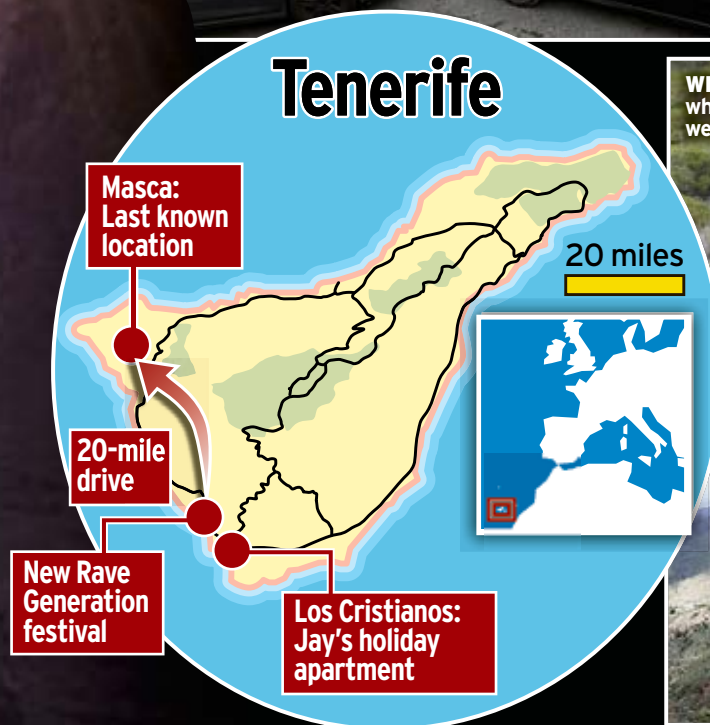 Tenerife
Masca:
Last known
location
20 miles
20-mile
drive
New Rave
Generation
festival
Los Cristianos:
Jay's holiday
apartment
we